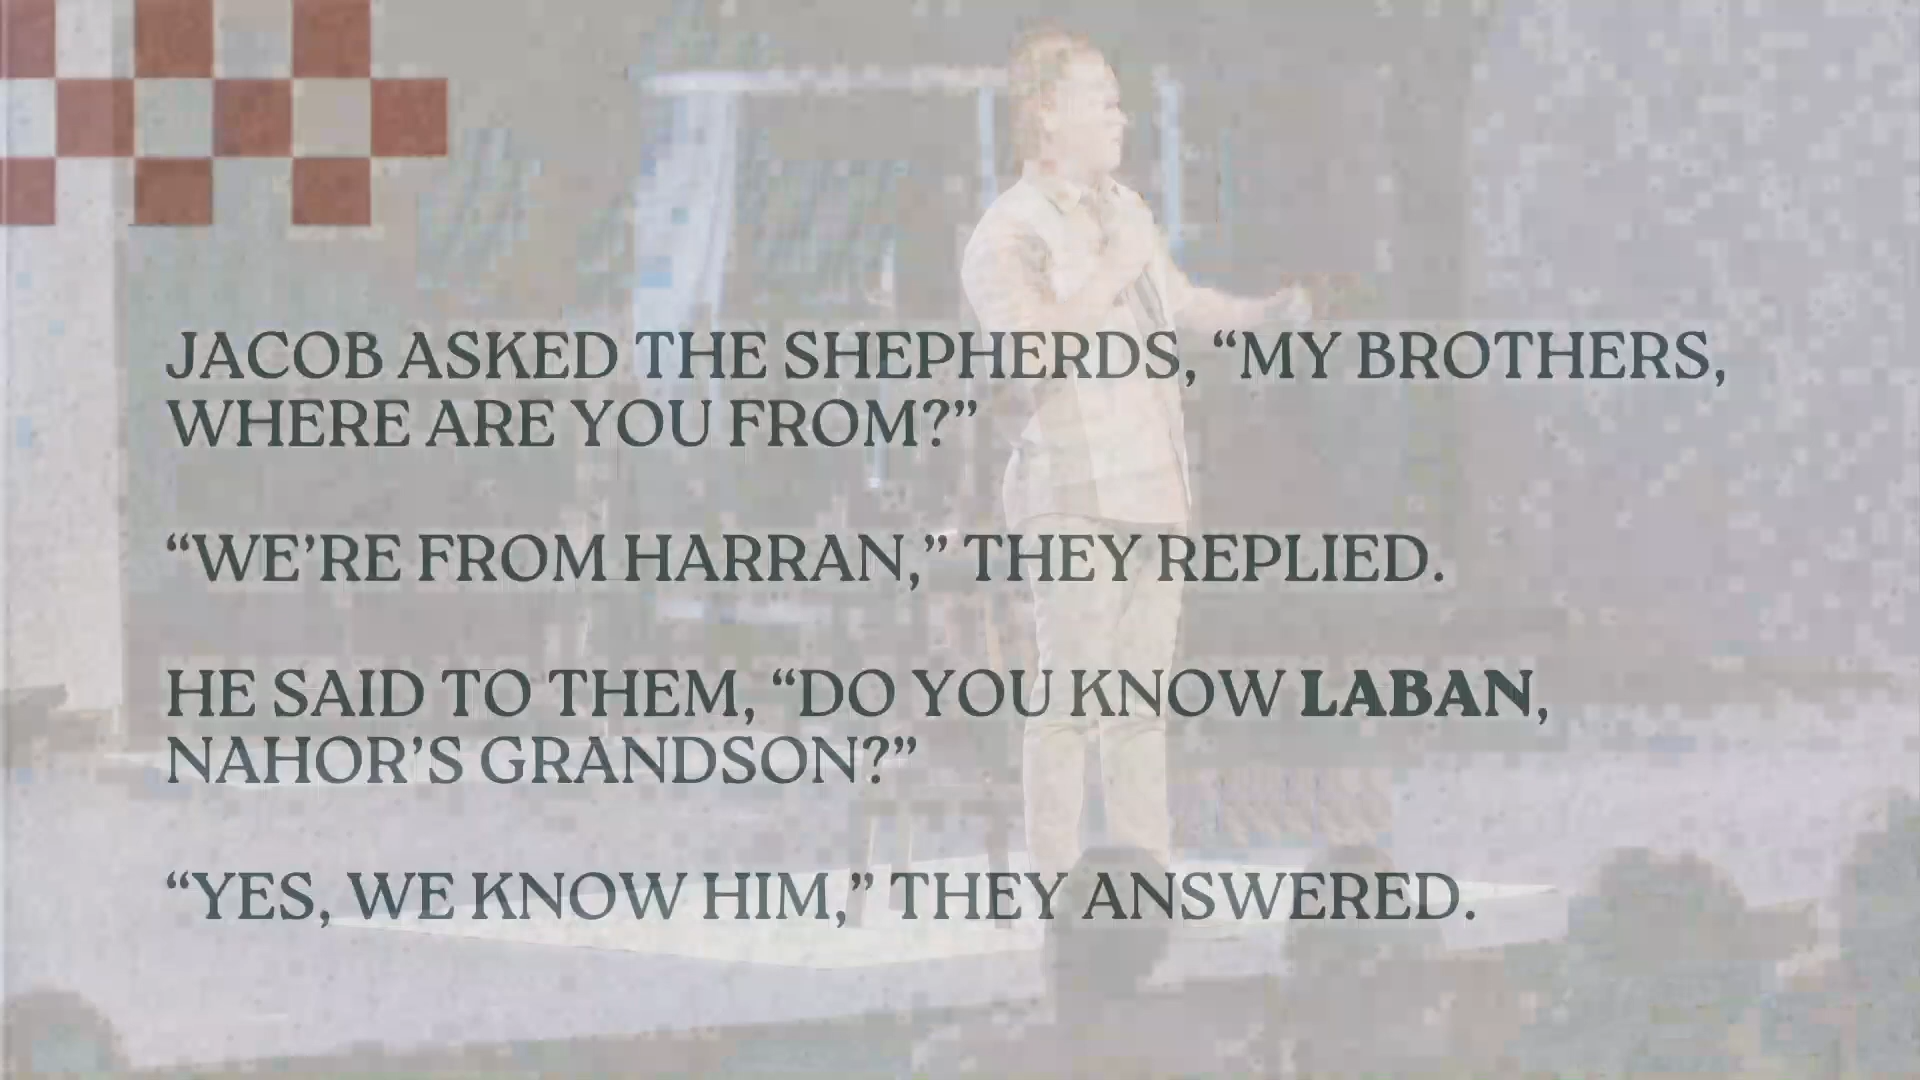 JACOB ASKED THE SHEPHERDS, “MY BROTHERS,
WHERE ARE YOU FROM?”
“WE’RE FROM HARRAN,” THEY REPLIED.
HE SAID TO THEM, “DO YOU KNOW LABAN,
NAHOR’S GRANDSON?”
“YES, WE KNOW HIM,” THEY ANSWERED.